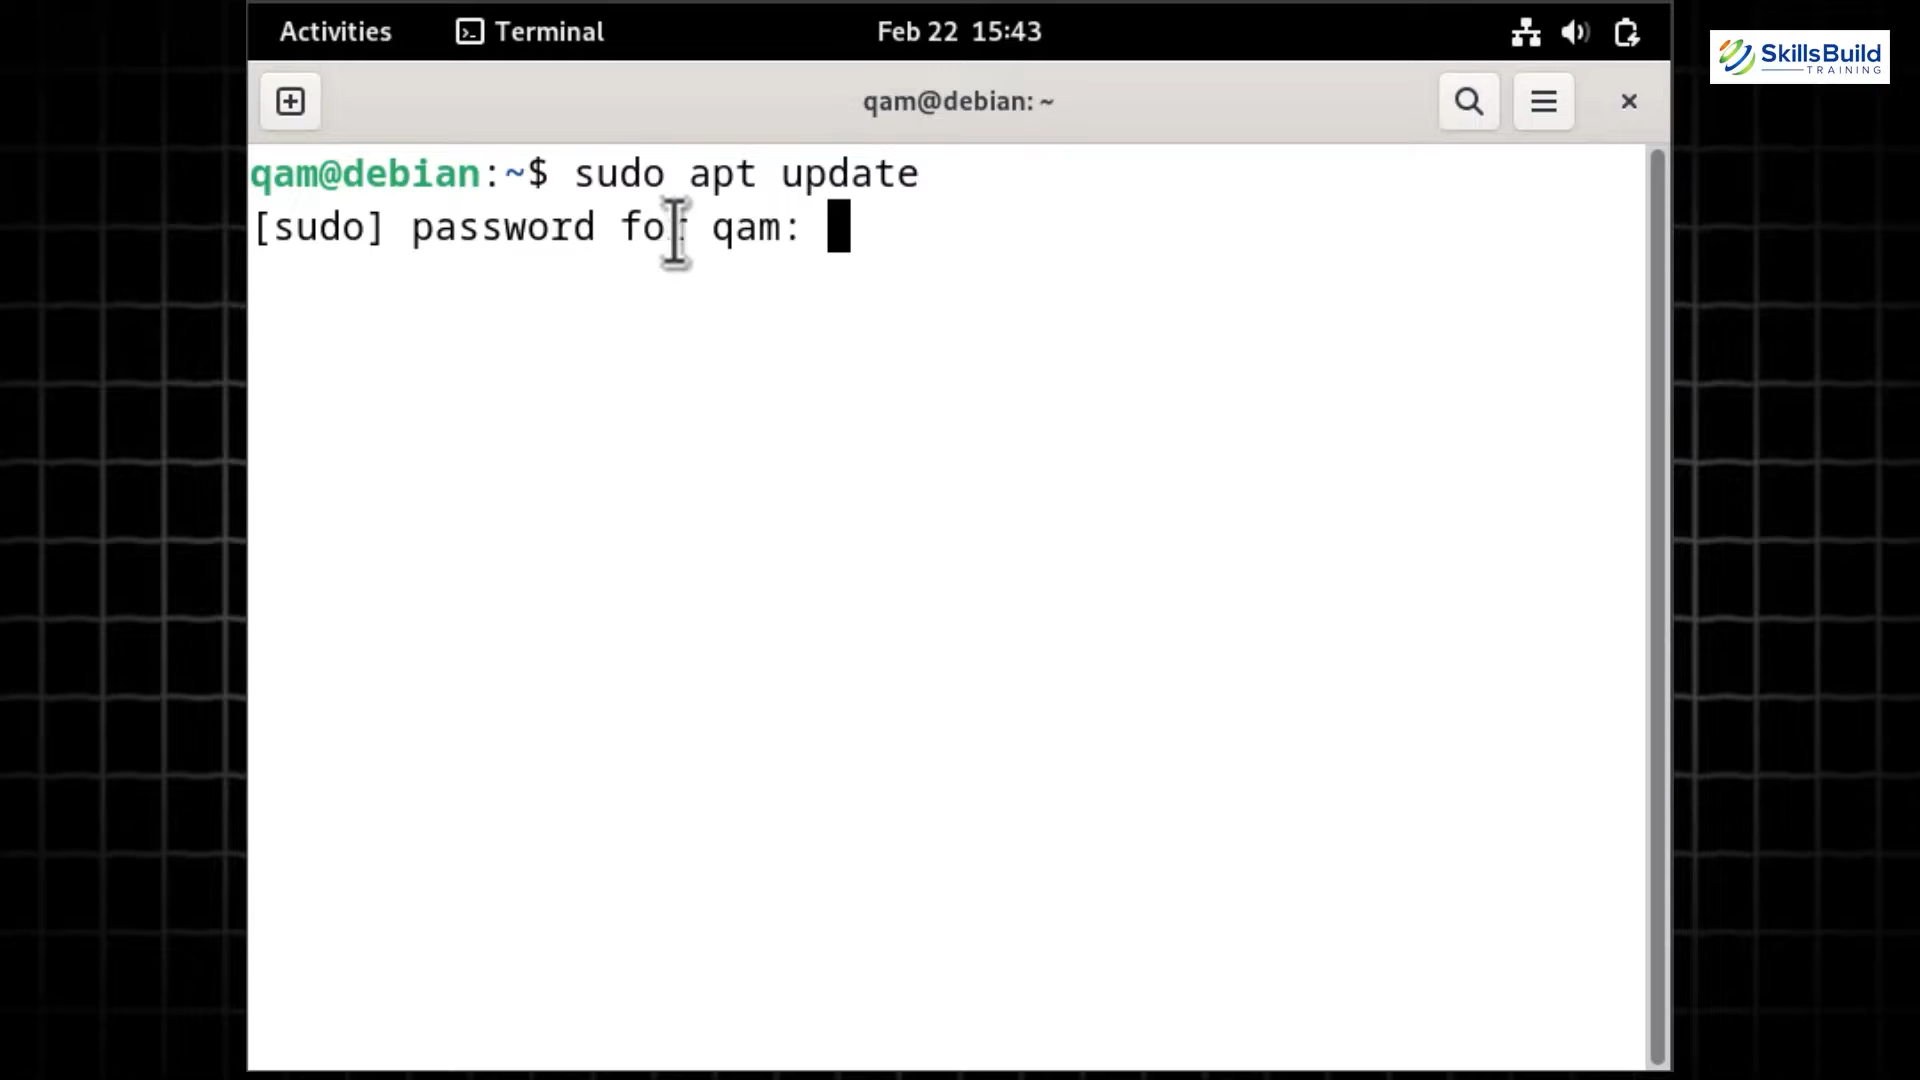 Activities Terminal Feb 22 15:43
SkillsBuild
TRAINING
qam@debian: ~
qam@debian:~$ sudo apt update
[sudo] password for qam: